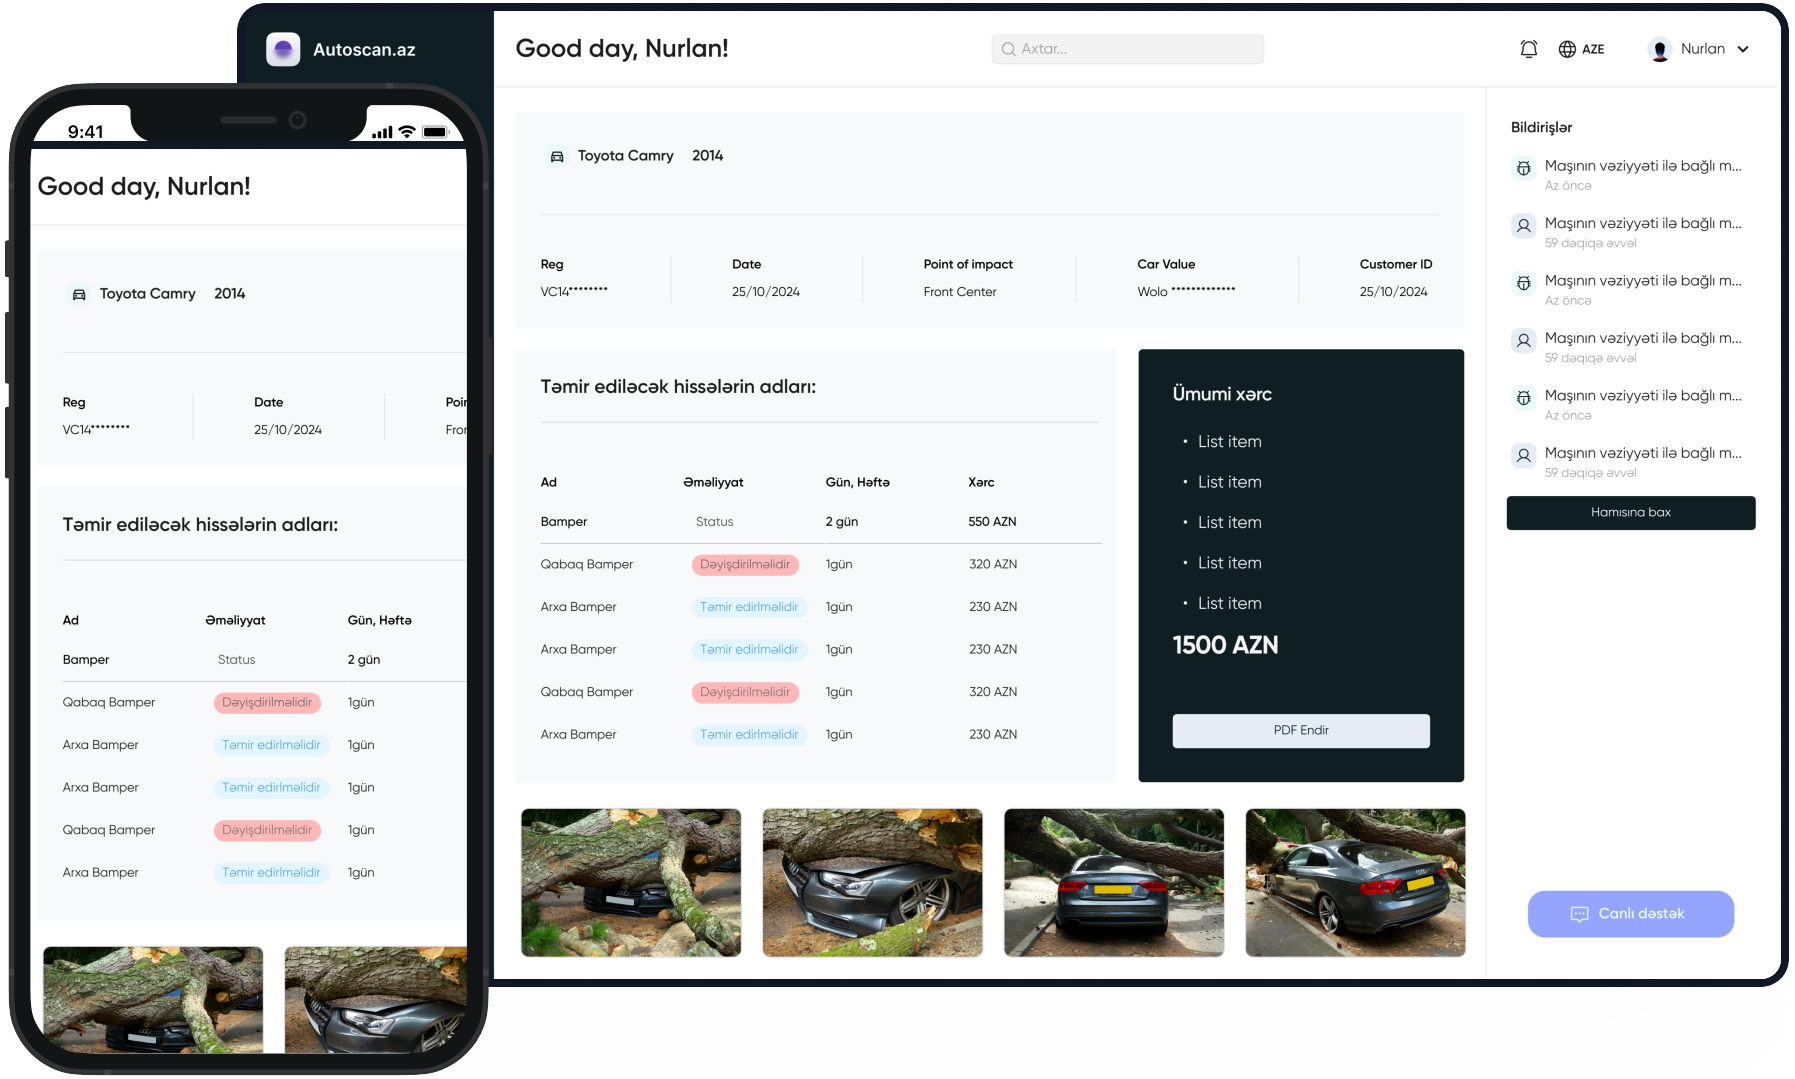 Autoscan.az
Good day, Nurlan!
Axtar...
AZE
Nurlan
Toyota Camry 2014
Reg Date Point of impact Car Value Customer ID
VC14******** 25/10/2024 Front Center Wolo ************* 25/10/2024
Təmir ediləcək hissələrin adları:
Ad Əməliyyat Gün, Həftə Xərc
Bamper Status 2 gün 550 AZN
Qabaq Bamper Dəyişdirilməlidir 1gün 320 AZN
Arxa Bamper Təmir edirlməlidir 1gün 230 AZN
Arxa Bamper Təmir edirlməlidir 1gün 230 AZN
Qabaq Bamper Dəyişdirilməlidir 1gün 320 AZN
Arxa Bamper Təmir edirlməlidir 1gün 230 AZN
Ümumi xərc
• List item
• List item
• List item
• List item
• List item
1500 AZN
PDF Endir
Bildirişlər
Maşının vəziyyəti ilə bağlı m...
Az öncə
Maşının vəziyyəti ilə bağlı m...
59 dəqiqə əvvəl
Maşının vəziyyəti ilə bağlı m...
Az öncə
Maşının vəziyyəti ilə bağlı m...
59 dəqiqə əvvəl
Maşının vəziyyəti ilə bağlı m...
Az öncə
Maşının vəziyyəti ilə bağlı m...
59 dəqiqə əvvəl
Hamısına bax
Canlı dəstək
9:41
Good day, Nurlan!
Toyota Camry 2014
Reg Date Poir
VC14******** 25/10/2024 Fror
Təmir ediləcək hissələrin adları:
Ad Əməliyyat Gün, Həftə
Bamper Status 2 gün
Qabaq Bamper Dəyişdirilməlidir 1gün
Arxa Bamper Təmir edirlməlidir 1gün
Arxa Bamper Təmir edirlməlidir 1gün
Qabaq Bamper Dəyişdirilməlidir 1gün
Arxa Bamper Təmir edirlməlidir 1gün